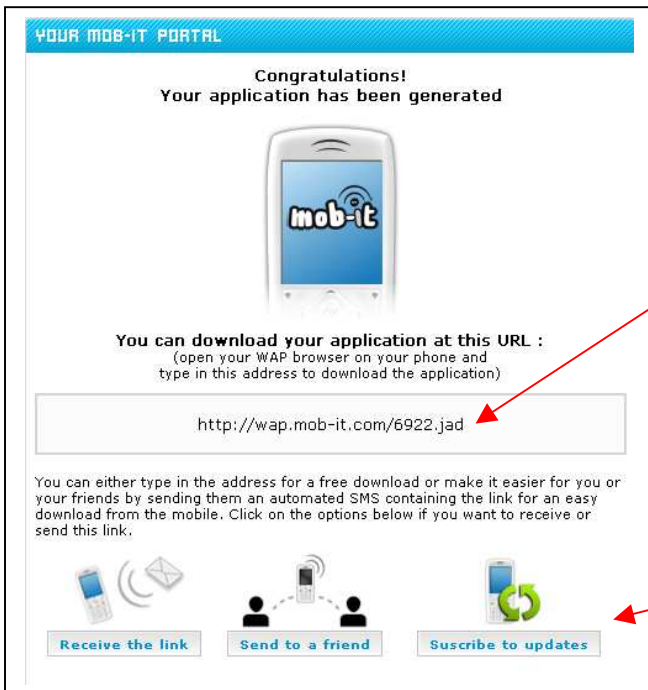 YOUR MOB-IT PORTAL
Congratulations!
Your application has been generated
mob-it
You can download your application at this URL :
(open your WAP browser on your phone and
type in this address to download the application)
http://wap.mob-it.com/6922.jad
You can either type in the address for a free download or make it easier for you or
your friends by sending them an automated SMS containing the link for an easy
download from the mobile. Click on the options below if you want to receive or
send this link.
Receive the link
Send to a friend
Suscribe to updates